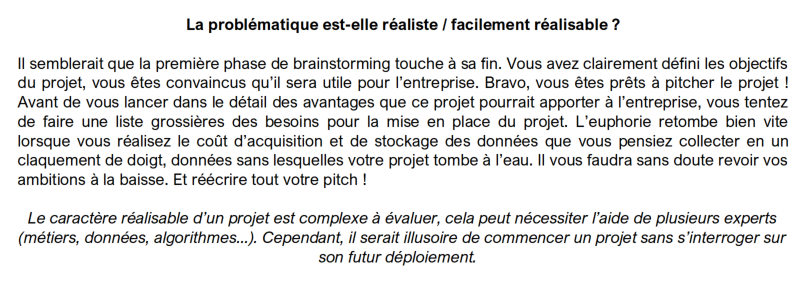 La problématique est-elle réaliste / facilement réalisable ?
Il semblerait que la première phase de brainstorming touche à sa fin. Vous avez clairement défini les objectifs
du projet, vous êtes convaincus qu’il sera utile pour l’entreprise. Bravo, vous êtes prêts à pitcher le projet !
Avant de vous lancer dans le détail des avantages que ce projet pourrait apporter à l’entreprise, vous tentez
de faire une liste grossières des besoins pour la mise en place du projet. L’euphorie retombe bien vite
lorsque vous réalisez le coût d’acquisition et de stockage des données que vous pensiez collecter en un
claquement de doigt, données sans lesquelles votre projet tombe à l’eau. Il vous faudra sans doute revoir vos
ambitions à la baisse. Et réécrire tout votre pitch !
Le caractère réalisable d’un projet est complexe à évaluer, cela peut nécessiter l’aide de plusieurs experts
(métiers, données, algorithmes...). Cependant, il serait illusoire de commencer un projet sans s’interroger sur
son futur déploiement.